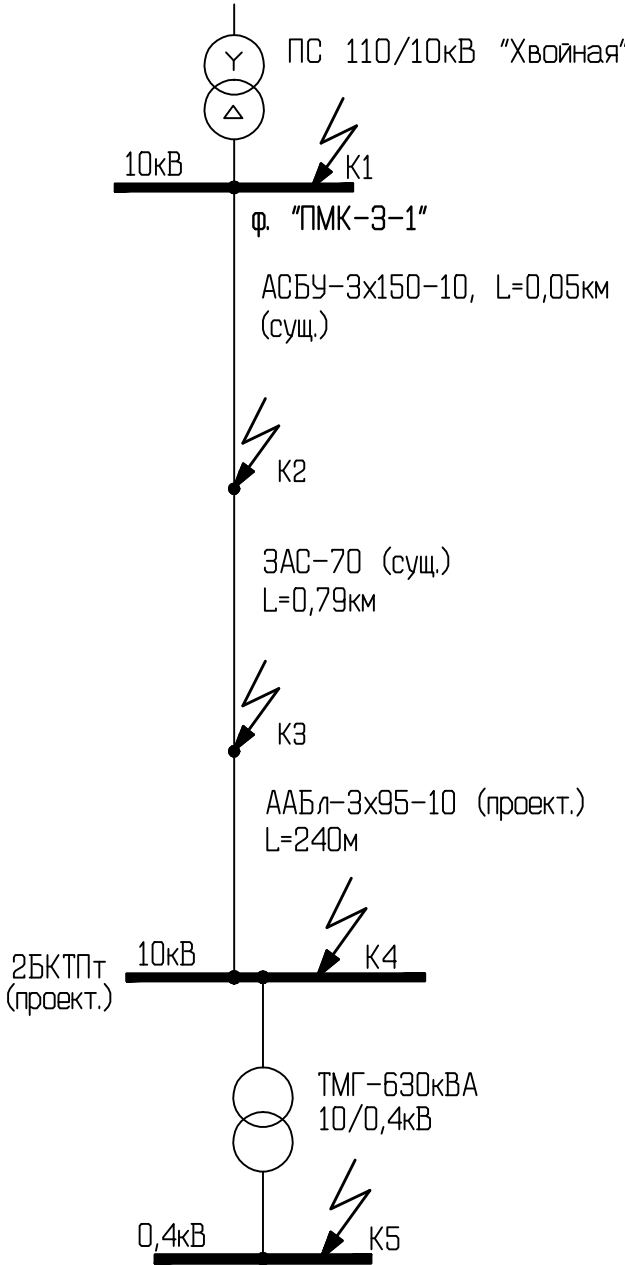 ПС 110/10кВ "Хвойная"
10кВ
К1
ф. "ПМК-3-1"
АСБУ-3х150-10, L=0,05км
(сущ.)
К2
3АС-70 (сущ.)
L=0,79км
К3
ААБл-3х95-10 (проект.)
L=240м
10кВ
К4
2БКТПт
(проект.)
ТМГ-630кВА
10/0,4кВ
0,4кВ
К5